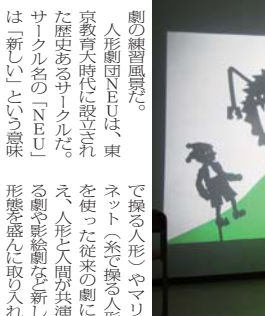 劇の練習風景だ。
　人形劇団ＮＥＵは、東
京教育大時代に設立され
た歴史あるサークルだ。
サークル名の「ＮＥＵ」
は「新しい」という意味
で操る人形）やマリ
ネット（糸で操る人形
を使った従来の劇に
え、人形と人間が共演
る劇や影絵劇など新し
形態を盛んに取り入れ